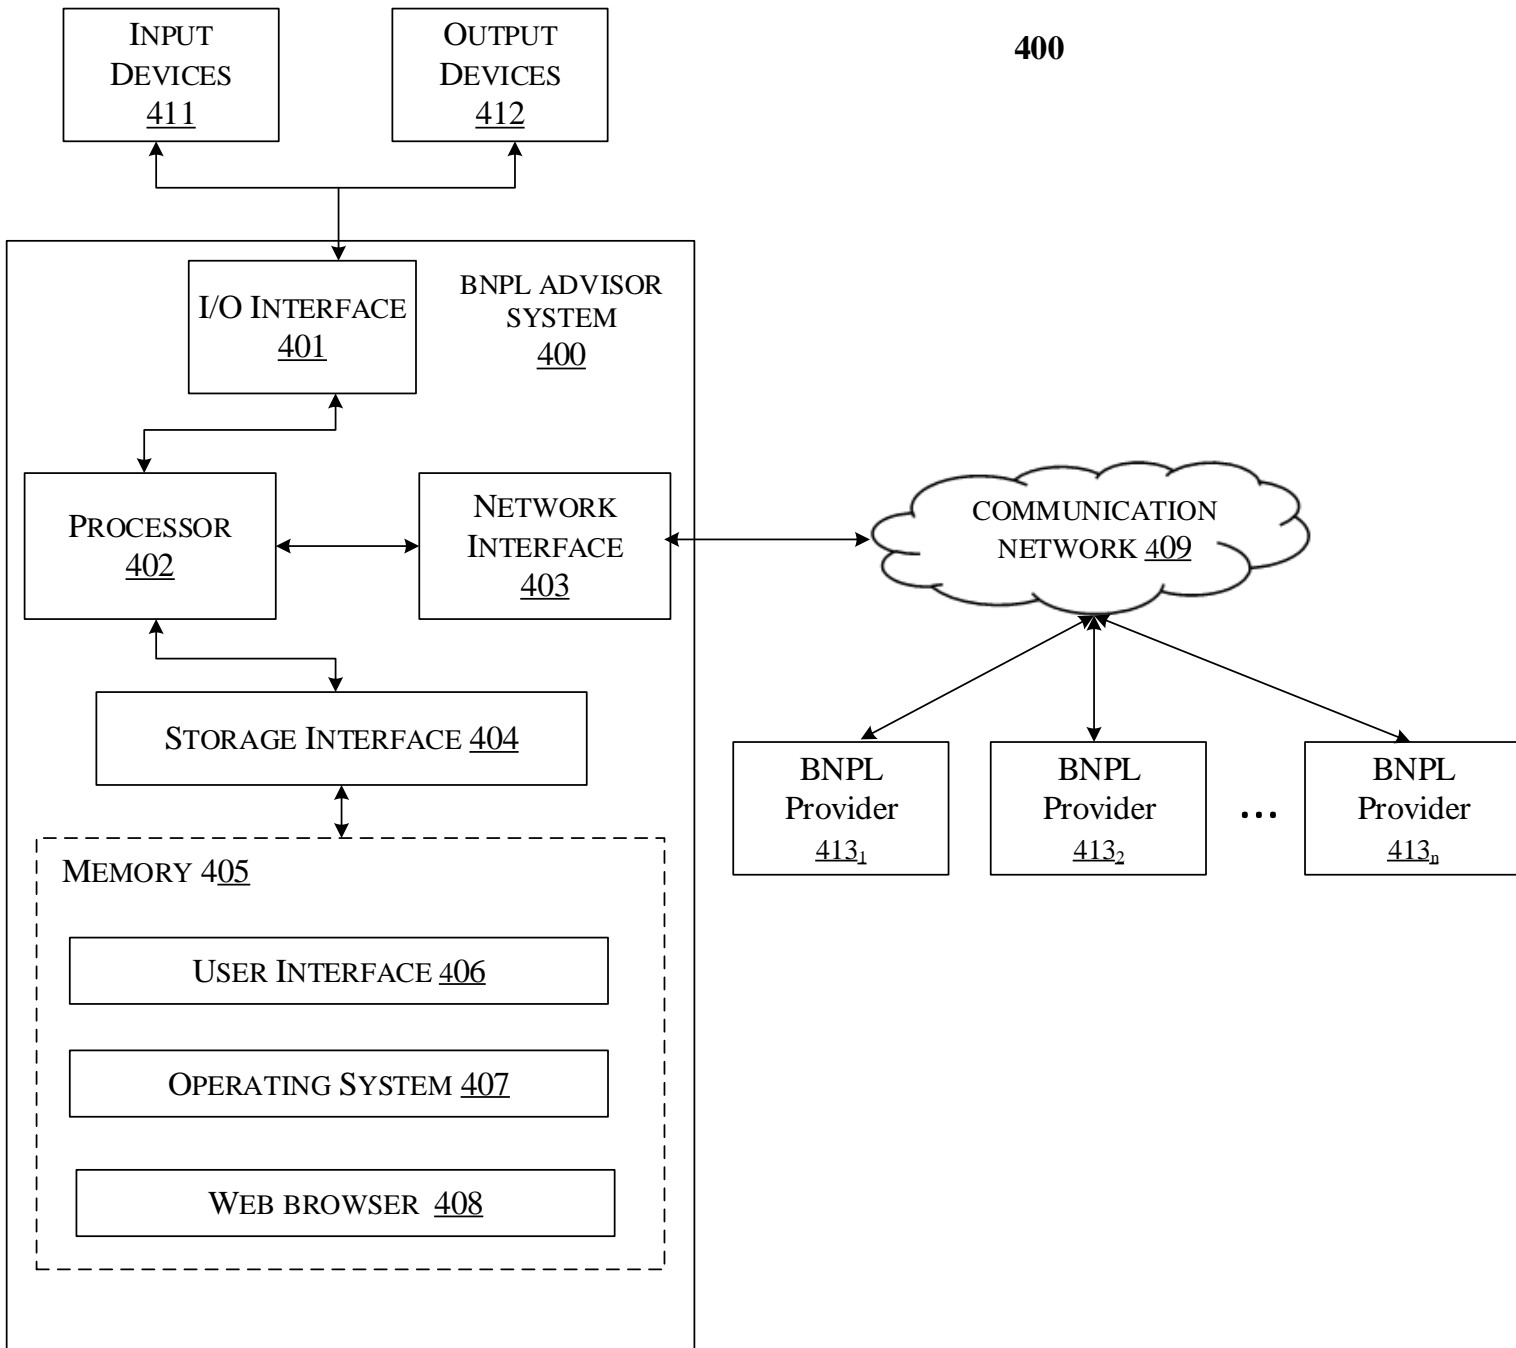 INPUT
DEVICES
411
OUTPUT
DEVICES
412
400
I/O INTERFACE
401
BNPL ADVISOR
SYSTEM
400
PROCESSOR
402
NETWORK
INTERFACE
403
COMMUNICATION
NETWORK 409
STORAGE INTERFACE 404
BNPL
Provider
413₁
BNPL
Provider
413₂
...
BNPL
Provider
413ₙ
MEMORY 405
USER INTERFACE 406
OPERATING SYSTEM 407
WEB BROWSER 408